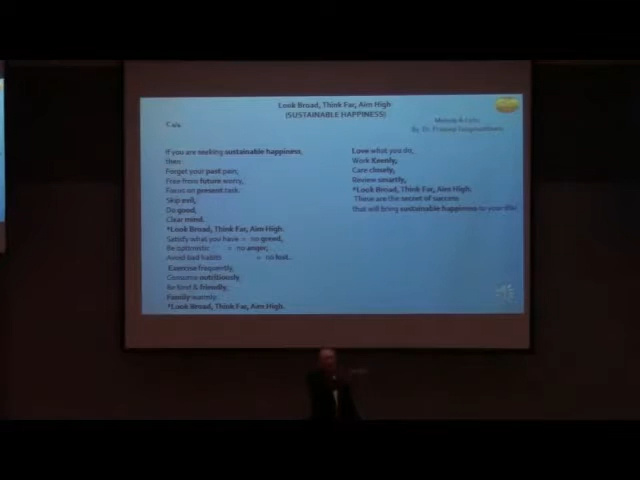 Look Broad, Think Far, Aim High
(SUSTAINABLE HAPPINESS)
Melody & Lyric
By Dr.
If you are seeking sustainable happiness,
then
Forget your past pain,
Free from future worry,
Focus on present task.
Skip evil,
Do good,
Clear mind.
*Look Broad, Think Far, Aim High.
Satisfy what you have = no greed,
Be optimistic = no anger,
Avoid bad habits = no lust.
Exercise frequently,
Consume nutritiously,
Be kind & friendly,
Family warmly.
*Look Broad, Think Far, Aim High.
Love what you do,
Work Keenly,
Care closely,
Review smartly,
*Look Broad, Think Far, Aim High.
These are the secret of success
that will bring sustainable happiness to your life!